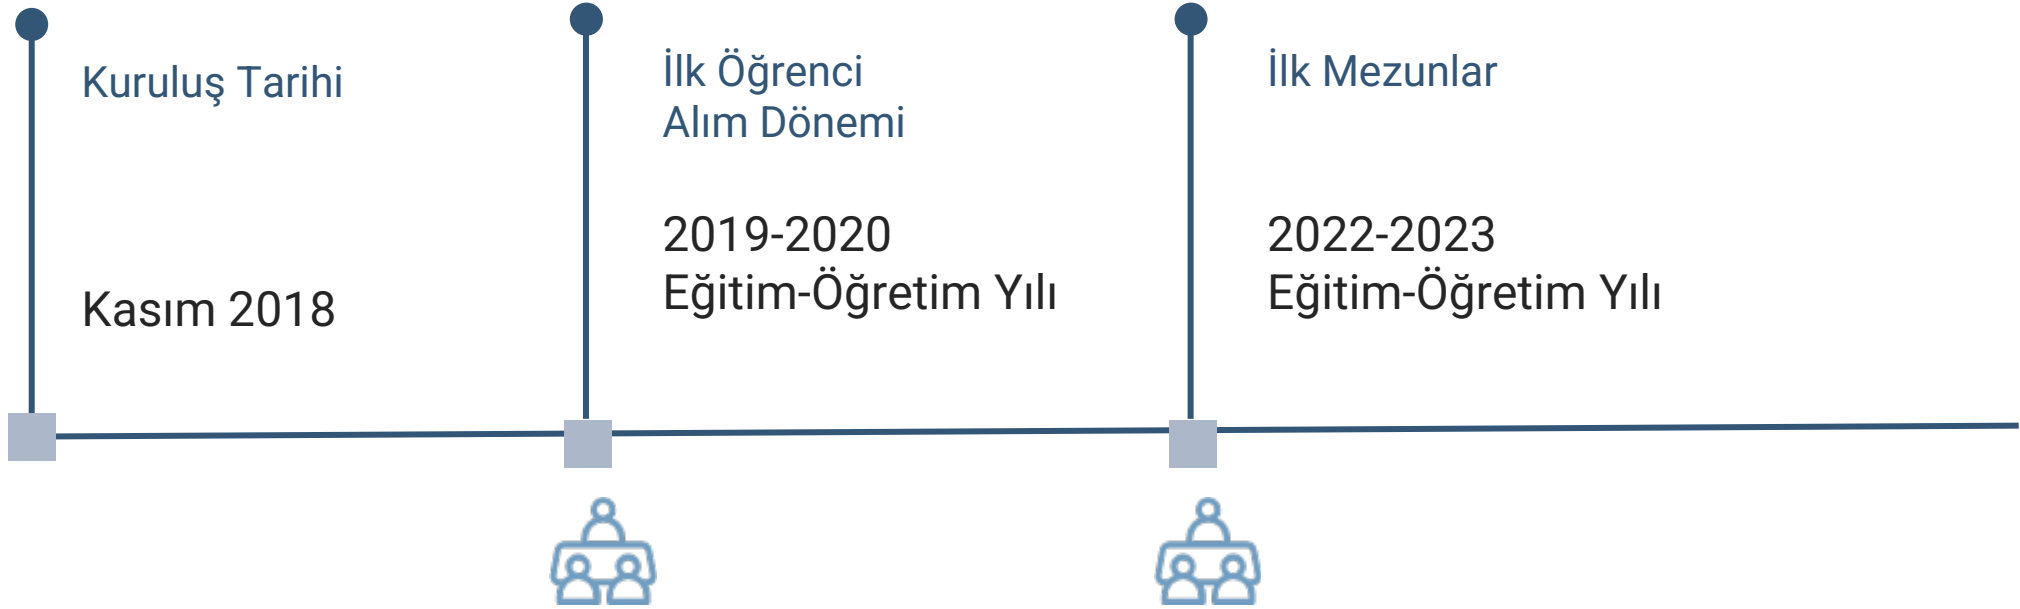 Kuruluş Tarihi
Kasım 2018
İlk Öğrenci
Alım Dönemi
2019-2020
Eğitim-Öğretim Yılı
İlk Mezunlar
2022-2023
Eğitim-Öğretim Yılı